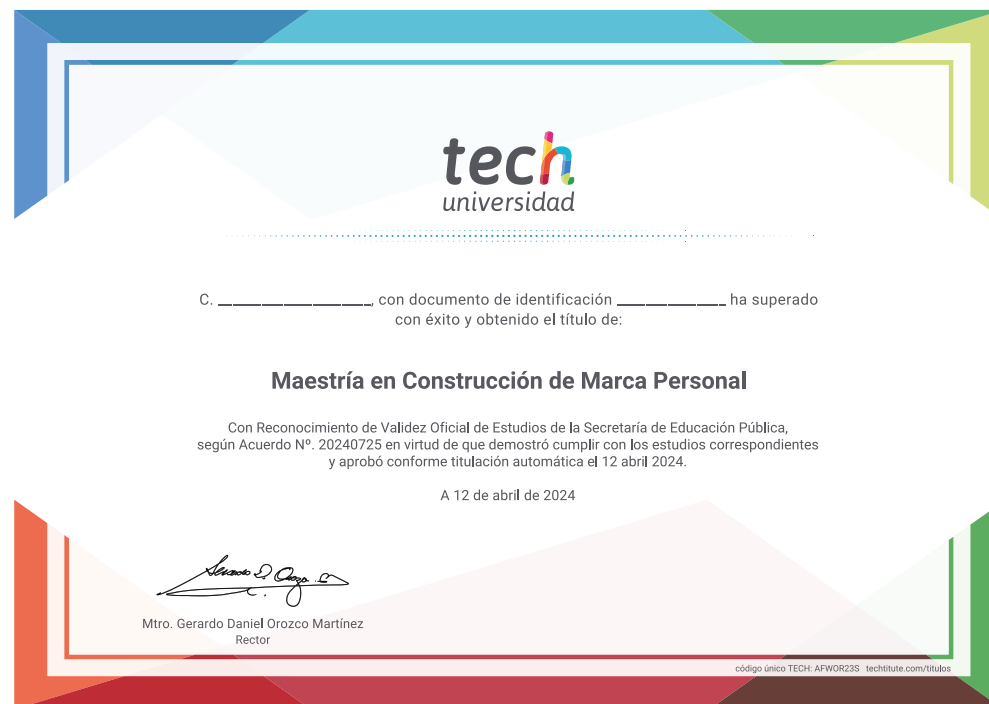 tech
universidad
C. ____________________, con documento de identificación ______________ ha superado
con éxito y obtenido el título de:
Maestría en Construcción de Marca Personal
Con Reconocimiento de Validez Oficial de Estudios de la Secretaría de Educación Pública,
según Acuerdo Nº. 20240725 en virtud de que demostró cumplir con los estudios correspondientes
y aprobó conforme titulación automática el 12 abril 2024.
A 12 de abril de 2024
Mtro. Gerardo Daniel Orozco Martínez
Rector
código único TECH: AFWOR23S techtitute.com/titulos